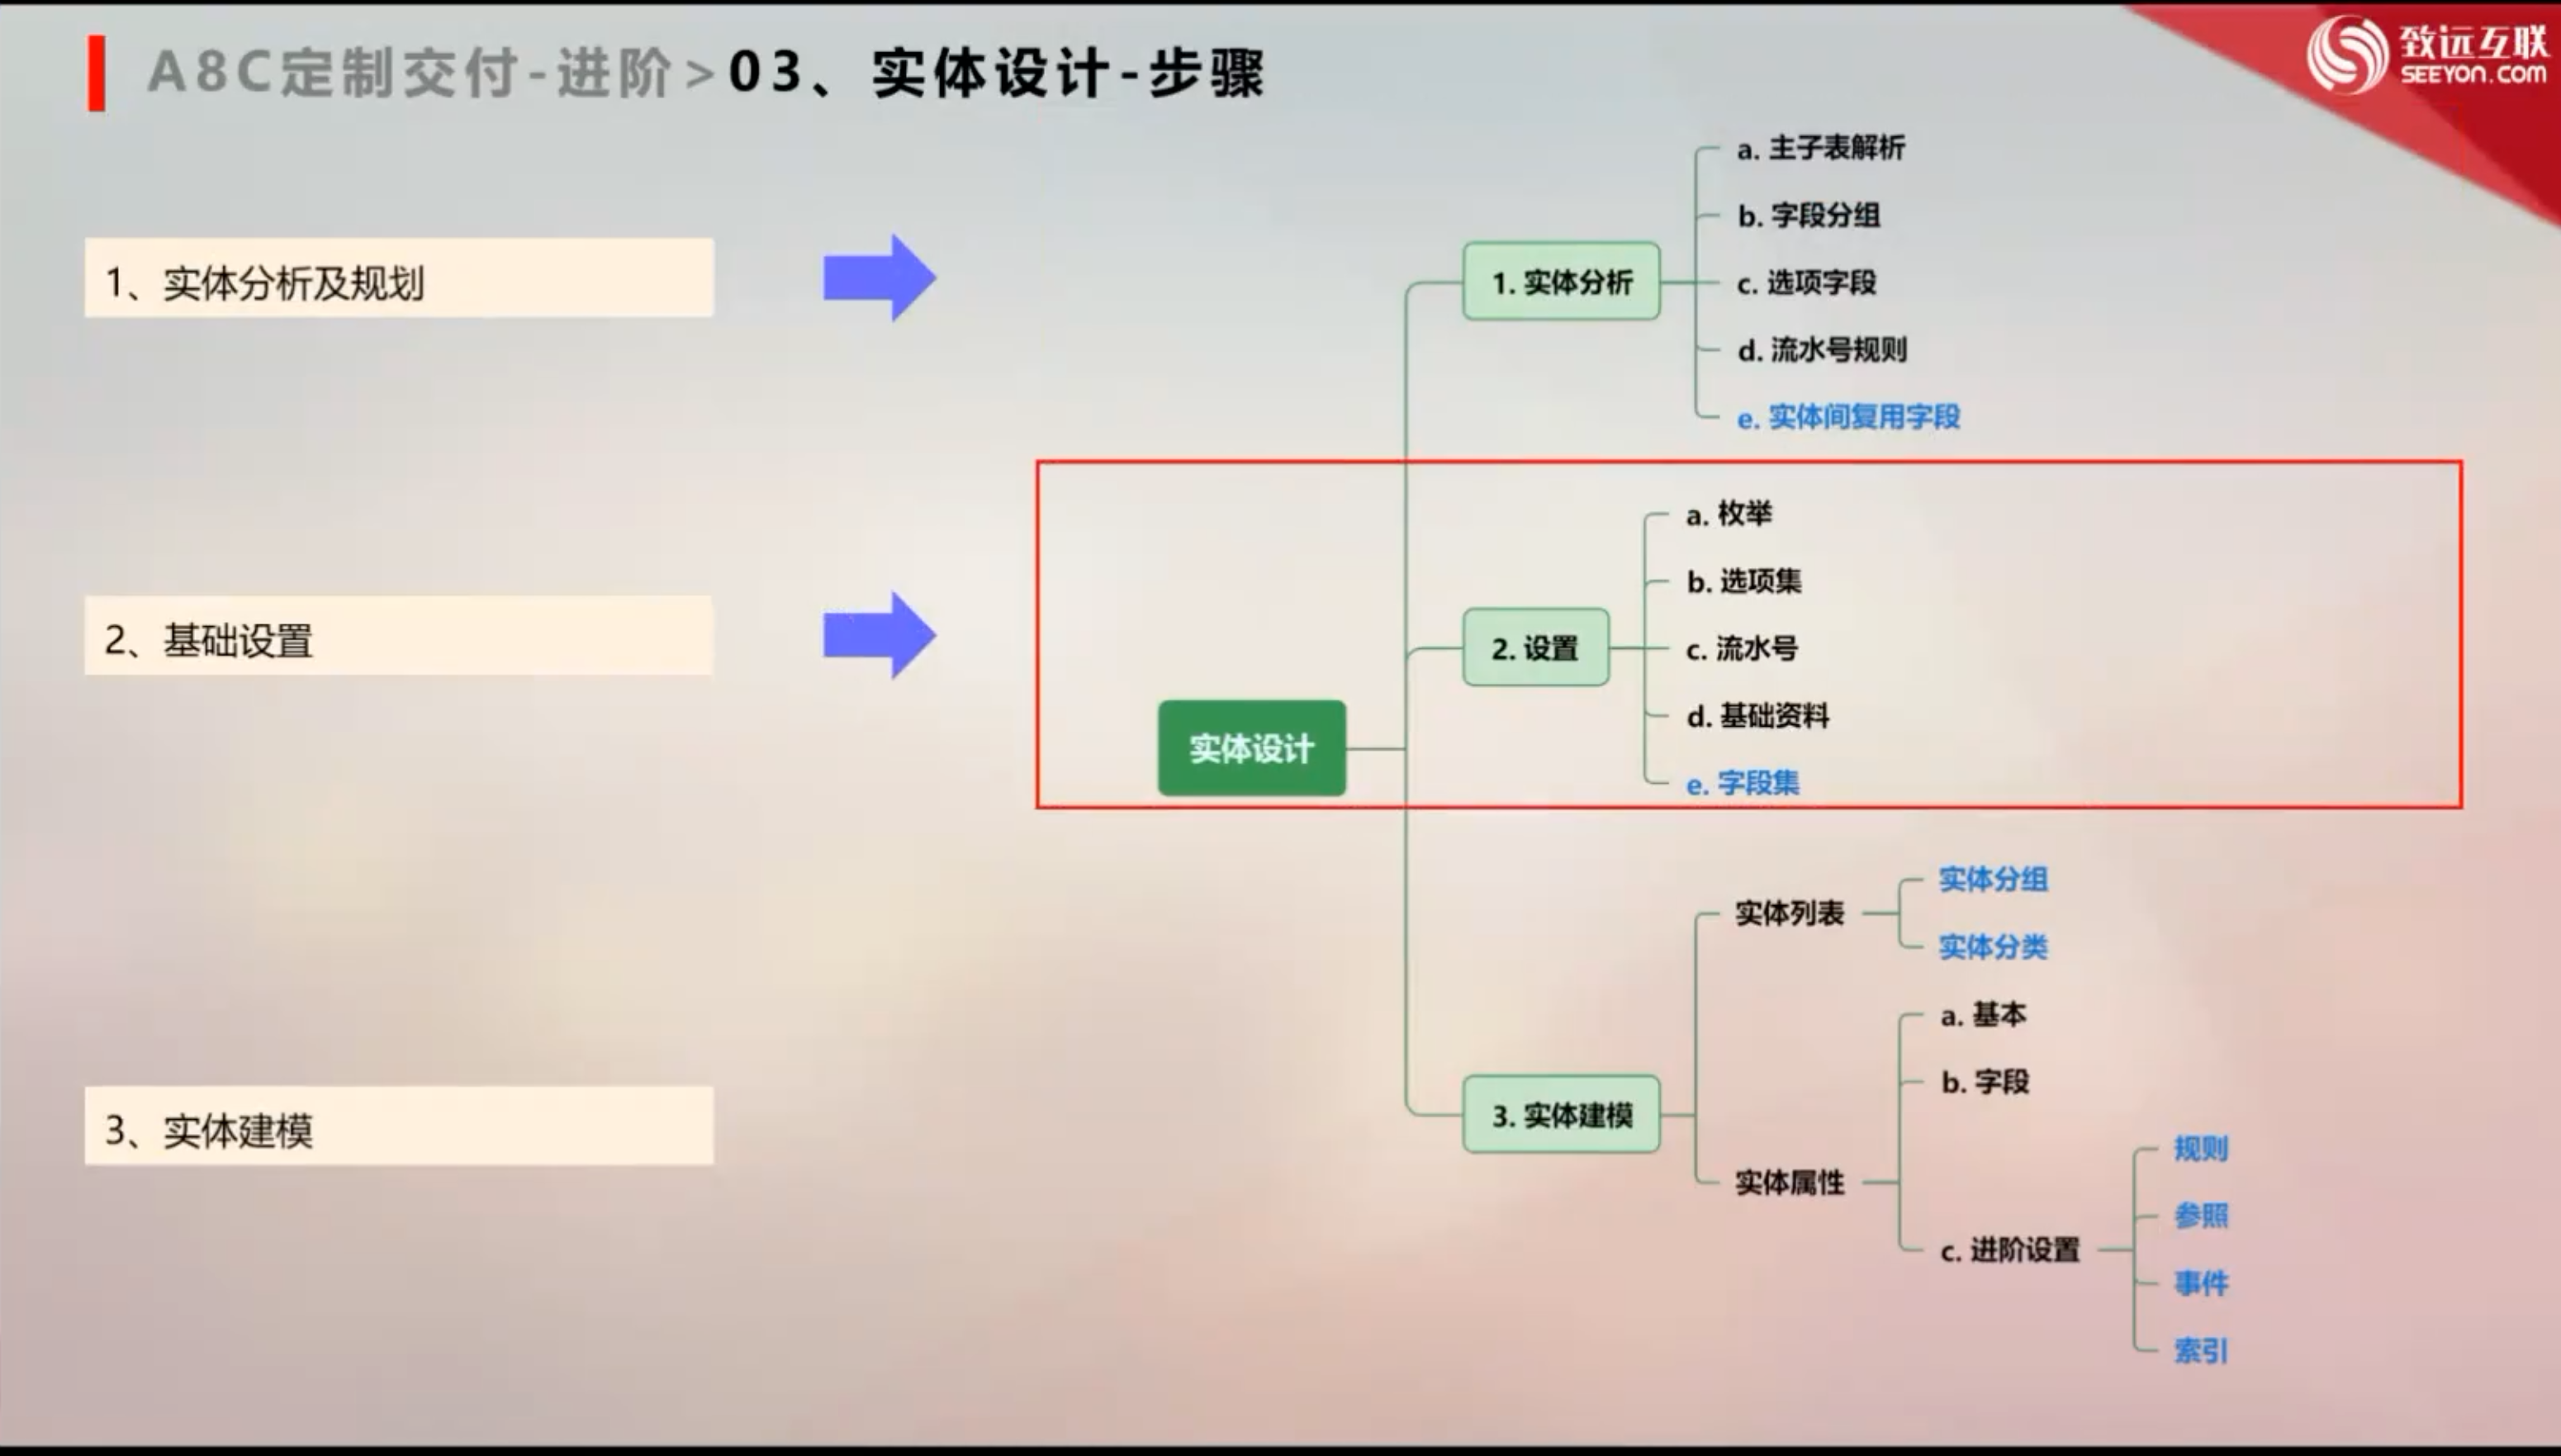 A8C定制交付-进阶>03、实体设计-步骤
致远互联
SEEYON.COM
1、实体分析及规划
2、基础设置
3、实体建模
实体设计
1. 实体分析
a. 主子表解析
b. 字段分组
c. 选项字段
d. 流水号规则
e. 实体间复用字段
2. 设置
a. 枚举
b. 选项集
c. 流水号
d. 基础资料
e. 字段集
3. 实体建模
实体列表
实体分组
实体分类
实体属性
a. 基本
b. 字段
c. 进阶设置
规则
参照
事件
索引